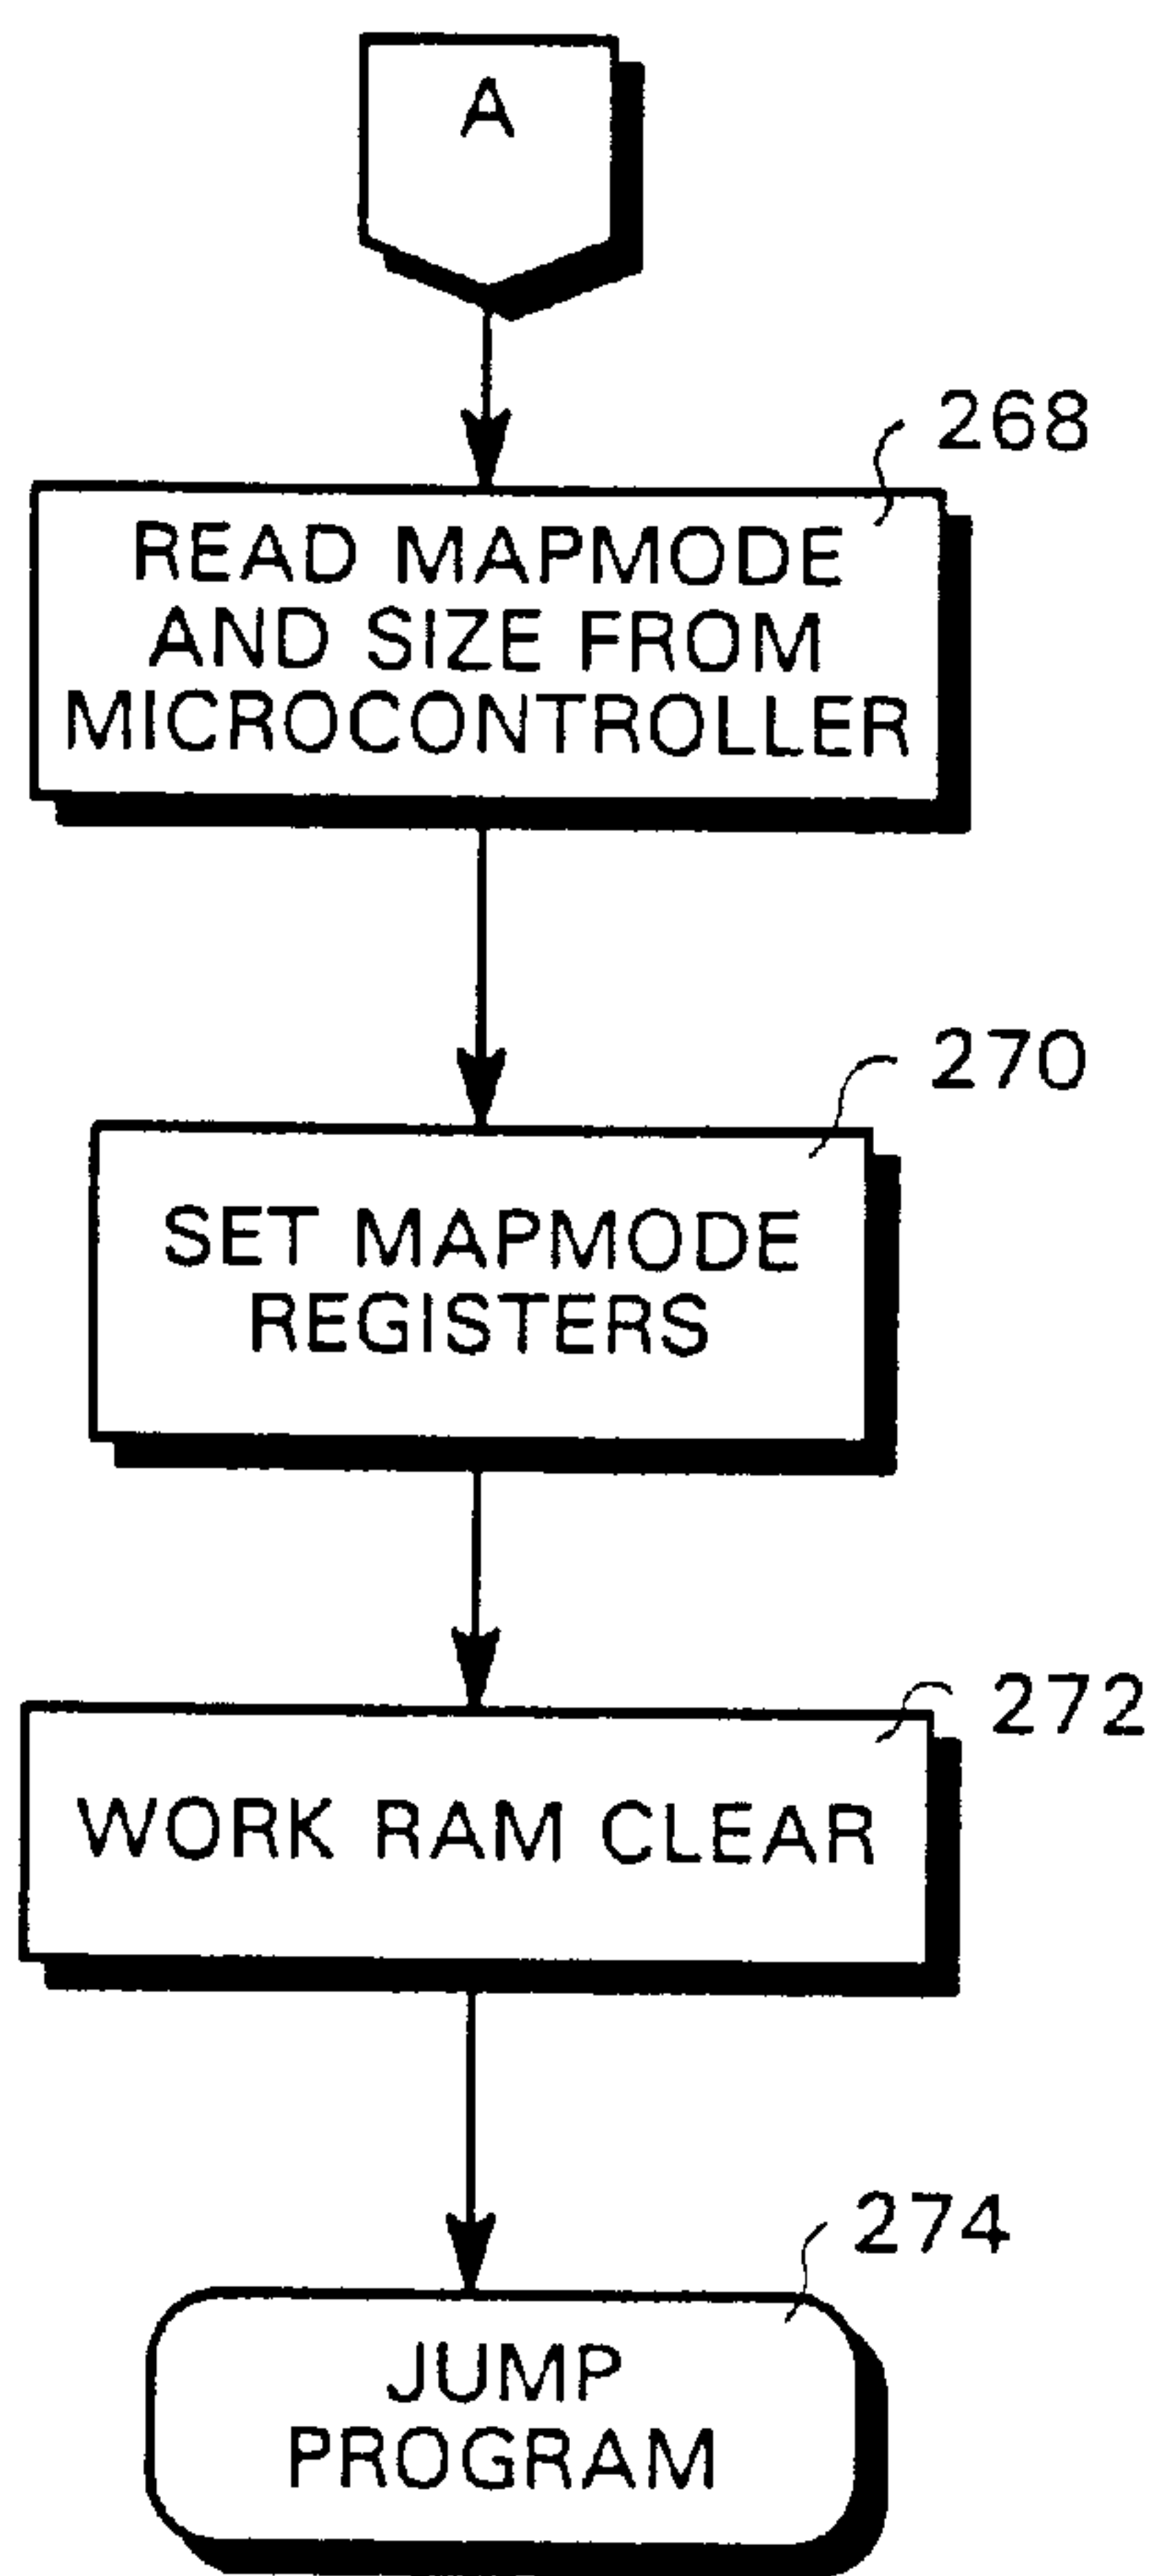 A
268
READ MAPMODE
AND SIZE FROM
MICROCONTROLLER
270
SET MAPMODE
REGISTERS
272
WORK RAM CLEAR
274
JUMP
PROGRAM